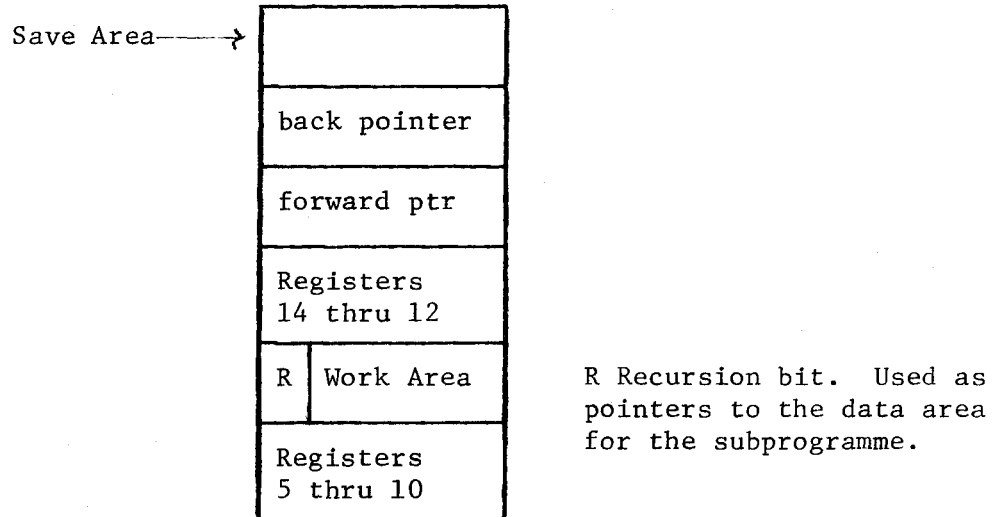 Save Area
back pointer
forward ptr
Registers
14 thru 12
R Work Area
R Recursion bit. Used as
pointers to the data area
for the subprogramme.
Registers
5 thru 10